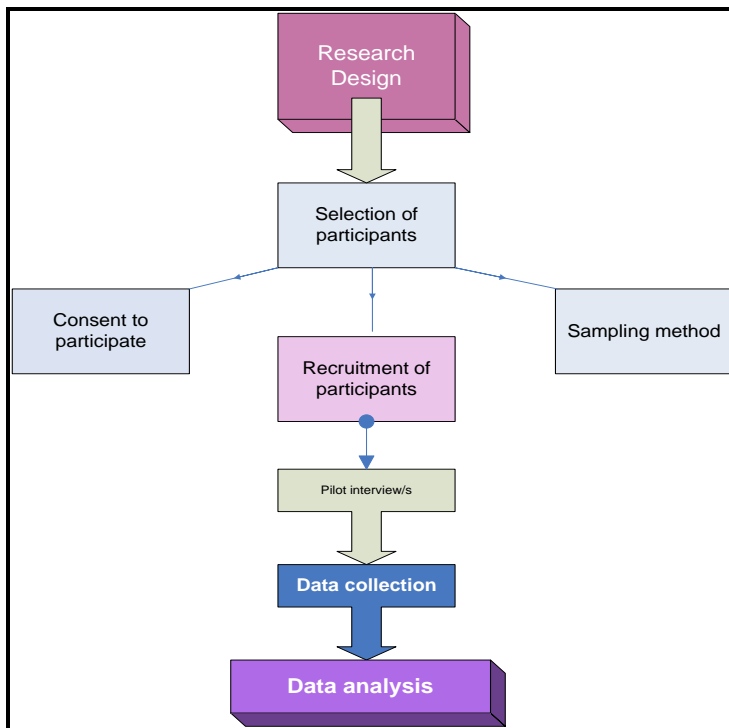 Research
Design
Selection of
participants
Consent to
participate
Sampling method
Recruitment of
participants
Pilot interview/s
Data collection
Data analysis